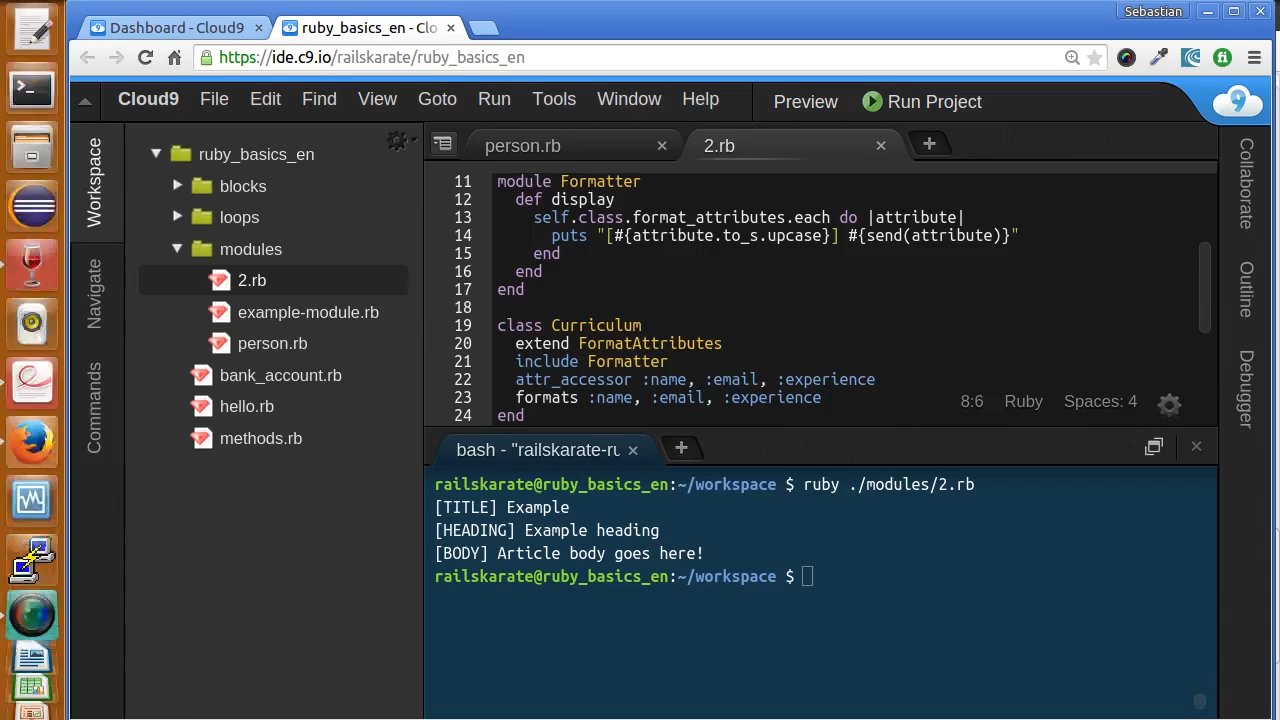 Sebastian
Dashboard - Cloud9
ruby_basics_en - Clo
https://ide.c9.io/railskarate/ruby_basics_en
Cloud9 File Edit Find View Goto Run Tools Window Help Preview Run Project
9
Workspace
Navigate
Commands
ruby_basics_en
blocks
loops
modules
2.rb
example-module.rb
person.rb
bank_account.rb
hello.rb
methods.rb
person.rb
2.rb
11 module Formatter
12 def display
13 self.class.format_attributes.each do |attribute|
14 puts "[#{attribute.to_s.upcase}] #{send(attribute)}"
15 end
16 end
17 end
18
19 class Curriculum
20 extend FormatAttributes
21 include Formatter
22 attr_accessor :name, :email, :experience
23 formats :name, :email, :experience
24 end
8:6 Ruby Spaces: 4
bash - "railskarate-ru
railskarate@ruby_basics_en:~/workspace $ ruby ./modules/2.rb
[TITLE] Example
[HEADING] Example heading
[BODY] Article body goes here!
railskarate@ruby_basics_en:~/workspace $
Collaborate
Outline
Debugger